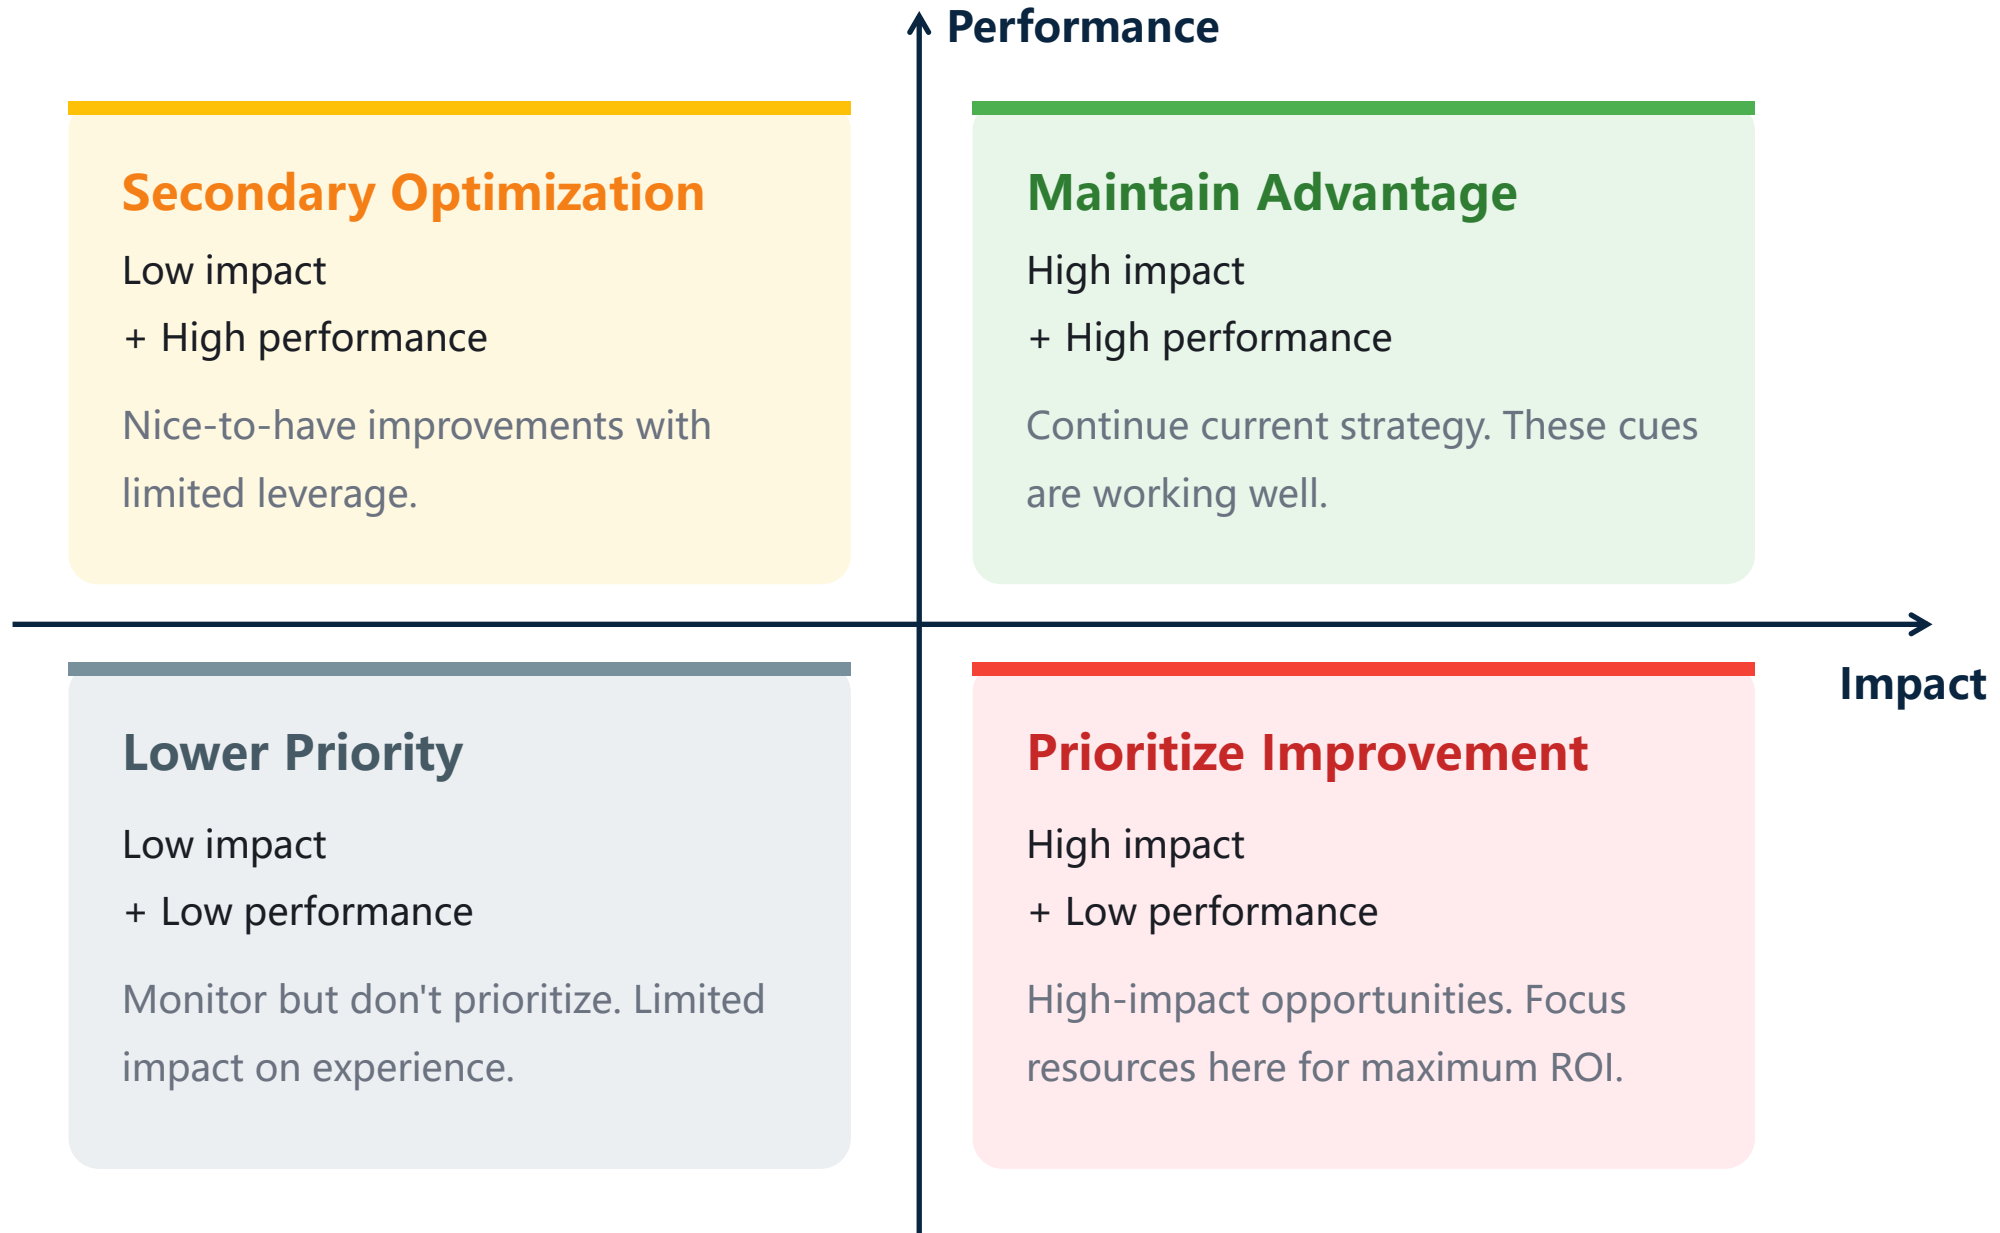 Performance
Secondary Optimization
Low impact
+ High performance
Nice-to-have improvements with
limited leverage.
Maintain Advantage
High impact
+ High performance
Continue current strategy. These cues
are working well.
Impact
Lower Priority
Low impact
+ Low performance
Monitor but don't prioritize. Limited
impact on experience.
Prioritize Improvement
High impact
+ Low performance
High-impact opportunities. Focus
resources here for maximum ROI.